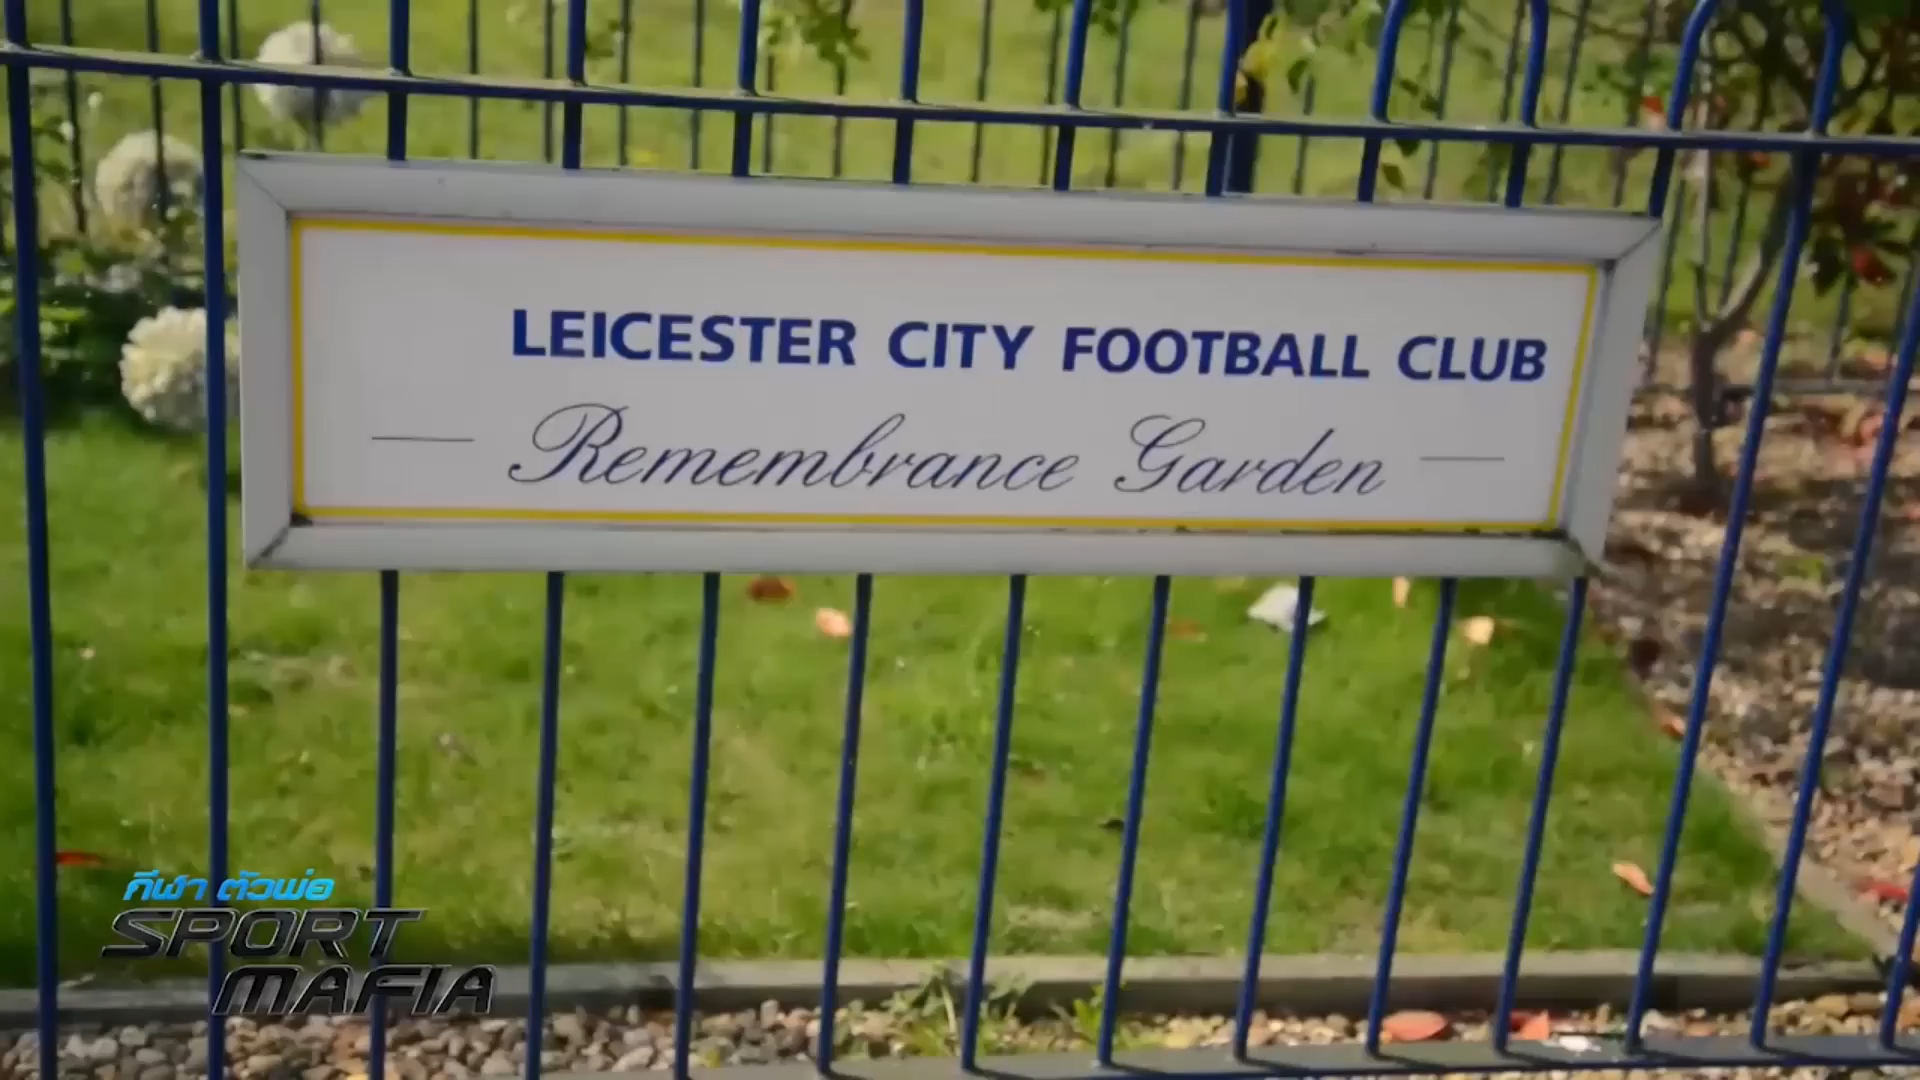 LEICESTER CITY FOOTBALL CLUB
Remembrance Garden
กีฬา ตัวพ่อ
SPORT
MAFIA